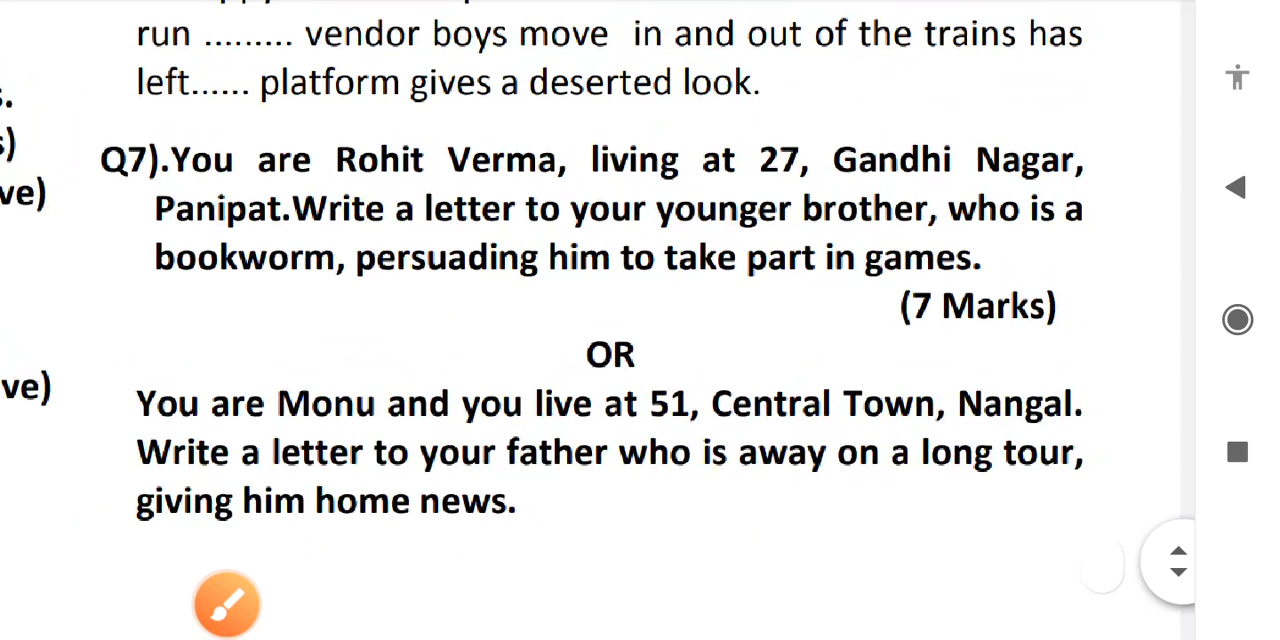 run ......... vendor boys move in and out of the trains has
left...... platform gives a deserted look.
s)
ve)
Q7).You are Rohit Verma, living at 27, Gandhi Nagar,
Panipat.Write a letter to your younger brother, who is a
bookworm, persuading him to take part in games.
(7 Marks)
OR
ve)
You are Monu and you live at 51, Central Town, Nangal.
Write a letter to your father who is away on a long tour,
giving him home news.